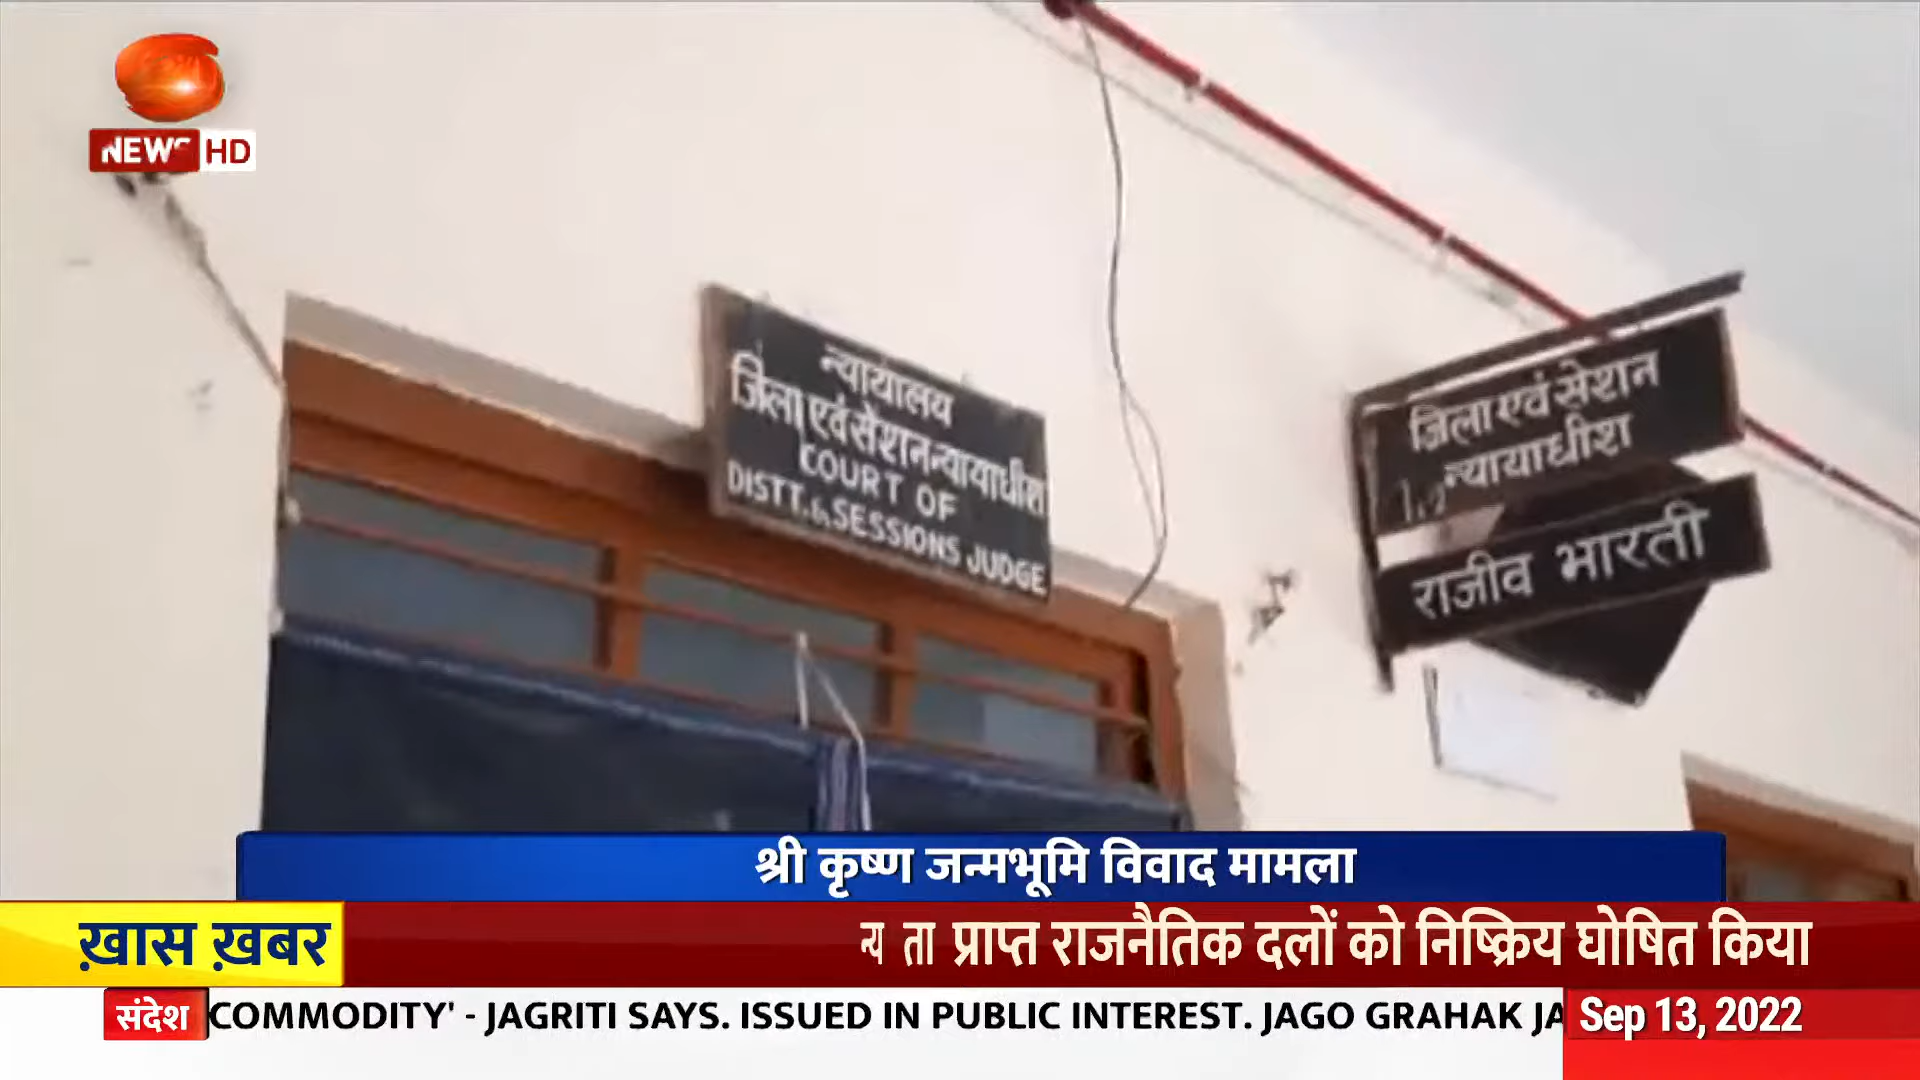 NEWS HD
न्यायालय
जिला एवं सेशन न्यायाधीश
COURT OF
DISTT. & SESSIONS JUDGE
जिला एवं सेशन
न्यायाधीश
राजीव भारती
श्री कृष्ण जन्मभूमि विवाद मामला
ख़ास ख़बर
न्य ता प्राप्त राजनैतिक दलों को निष्क्रिय घोषित किया
संदेश COMMODITY' - JAGRITI SAYS. ISSUED IN PUBLIC INTEREST. JAGO GRAHAK JA
Sep 13, 2022